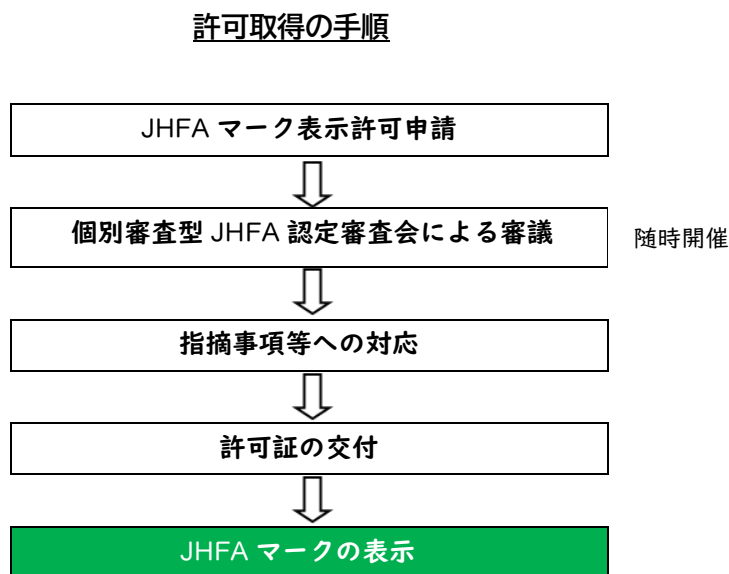 許可取得の手順
JHFA マーク表示許可申請
個別審査型 JHFA 認定審査会による審議
随時開催
指摘事項等への対応
許可証の交付
JHFA マークの表示